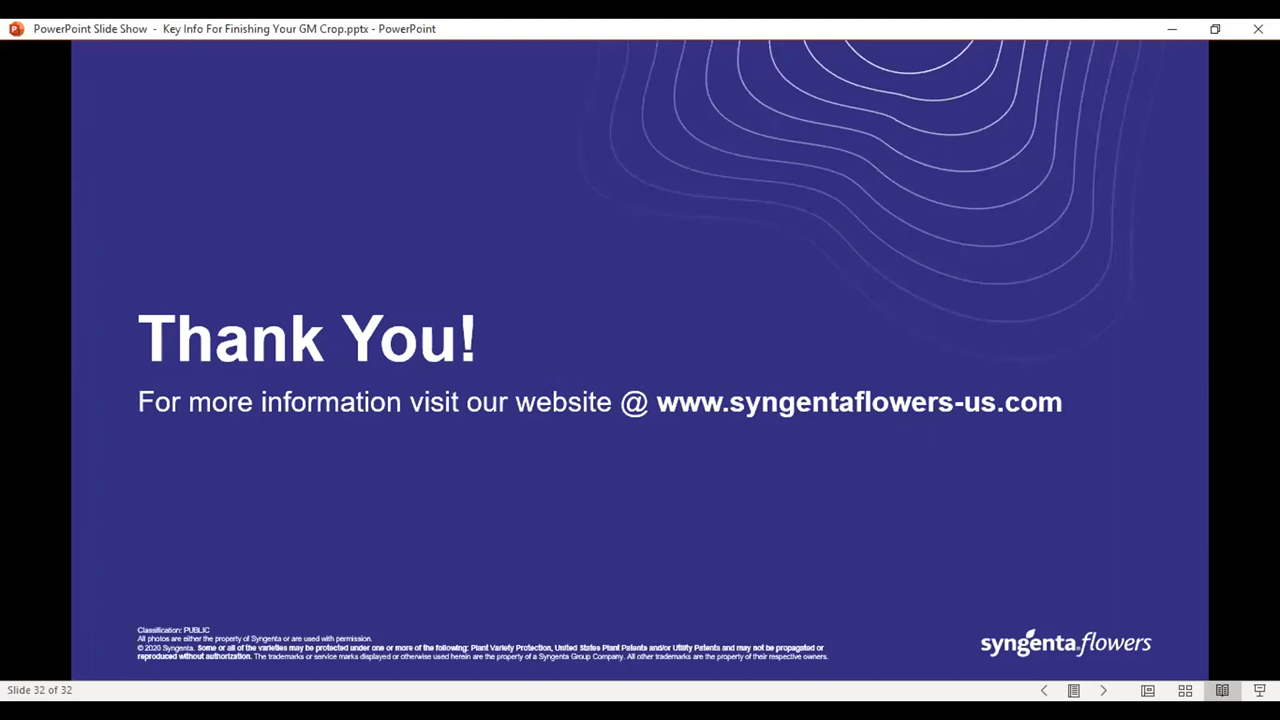 PowerPoint Slide Show - Key Info For Finishing Your GM Crop.pptx - PowerPoint
Thank You!
For more information visit our website @ www.syngentaflowers-us.com
Classification: PUBLIC
All photos are either the property of Syngenta or are used with permission.
© 2020 Syngenta. Some or all of the varieties may be protected under one or more of the following: Plant Variety Protection, United States Plant Patents and/or Utility Patents and may not be propagated or
reproduced without authorization. The trademarks or service marks displayed or otherwise used herein are the property of a Syngenta Group Company. All other trademarks are the property of their respective owners.
syngenta flowers
Slide 32 of 32